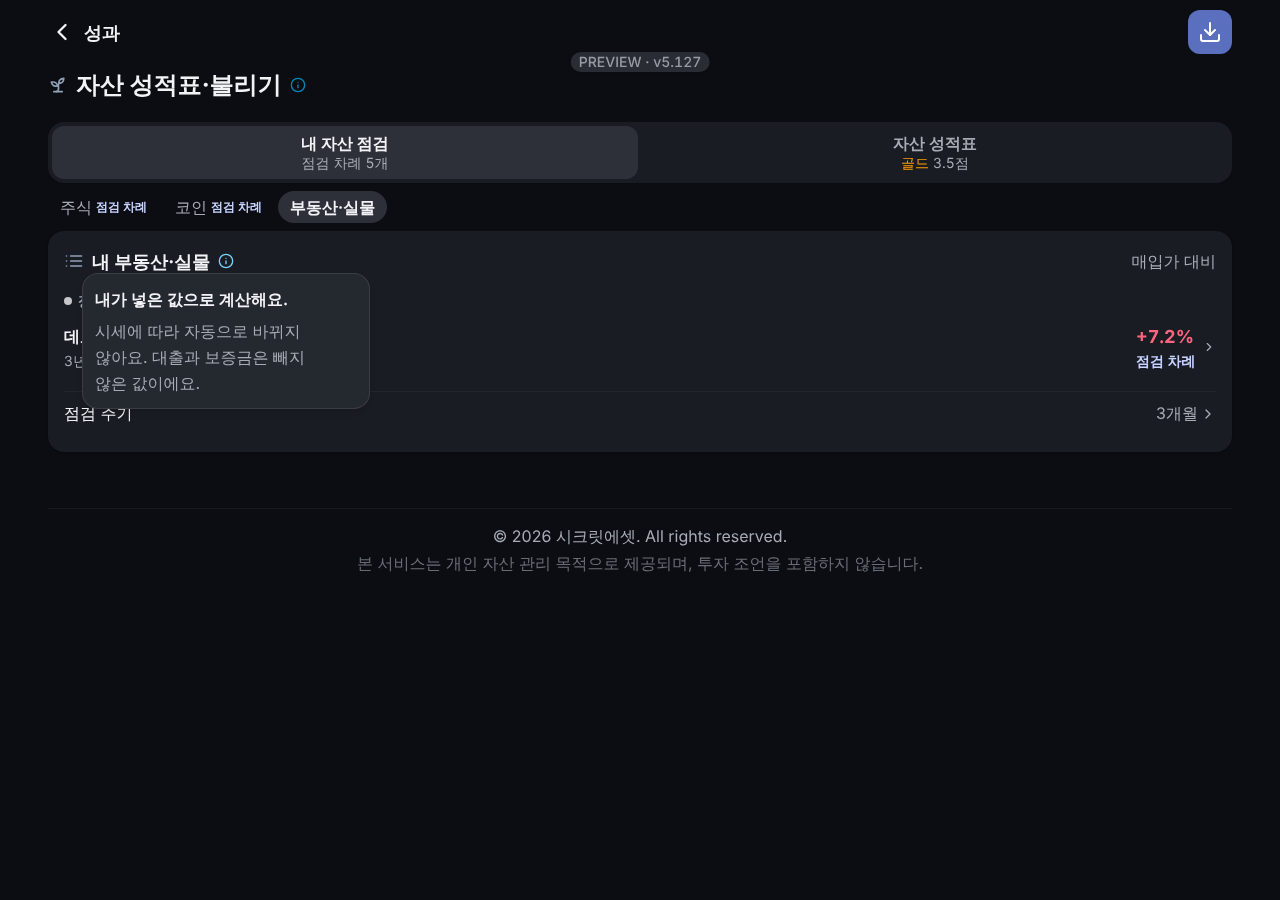 성과
PREVIEW · v5.127
자산 성적표·불리기
내 자산 점검
점검 차례 5개
자산 성적표
골드 3.5점
주식 점검 차례
코인 점검 차례
부동산·실물
내 부동산·실물
매입가 대비
내가 넣은 값으로 계산해요.
시세에 따라 자동으로 바뀌지
않아요. 대출과 보증금은 빼지
않은 값이에요.
+7.2%
점검 차례
점검 주기
3개월
© 2026 시크릿에셋. All rights reserved.
본 서비스는 개인 자산 관리 목적으로 제공되며, 투자 조언을 포함하지 않습니다.